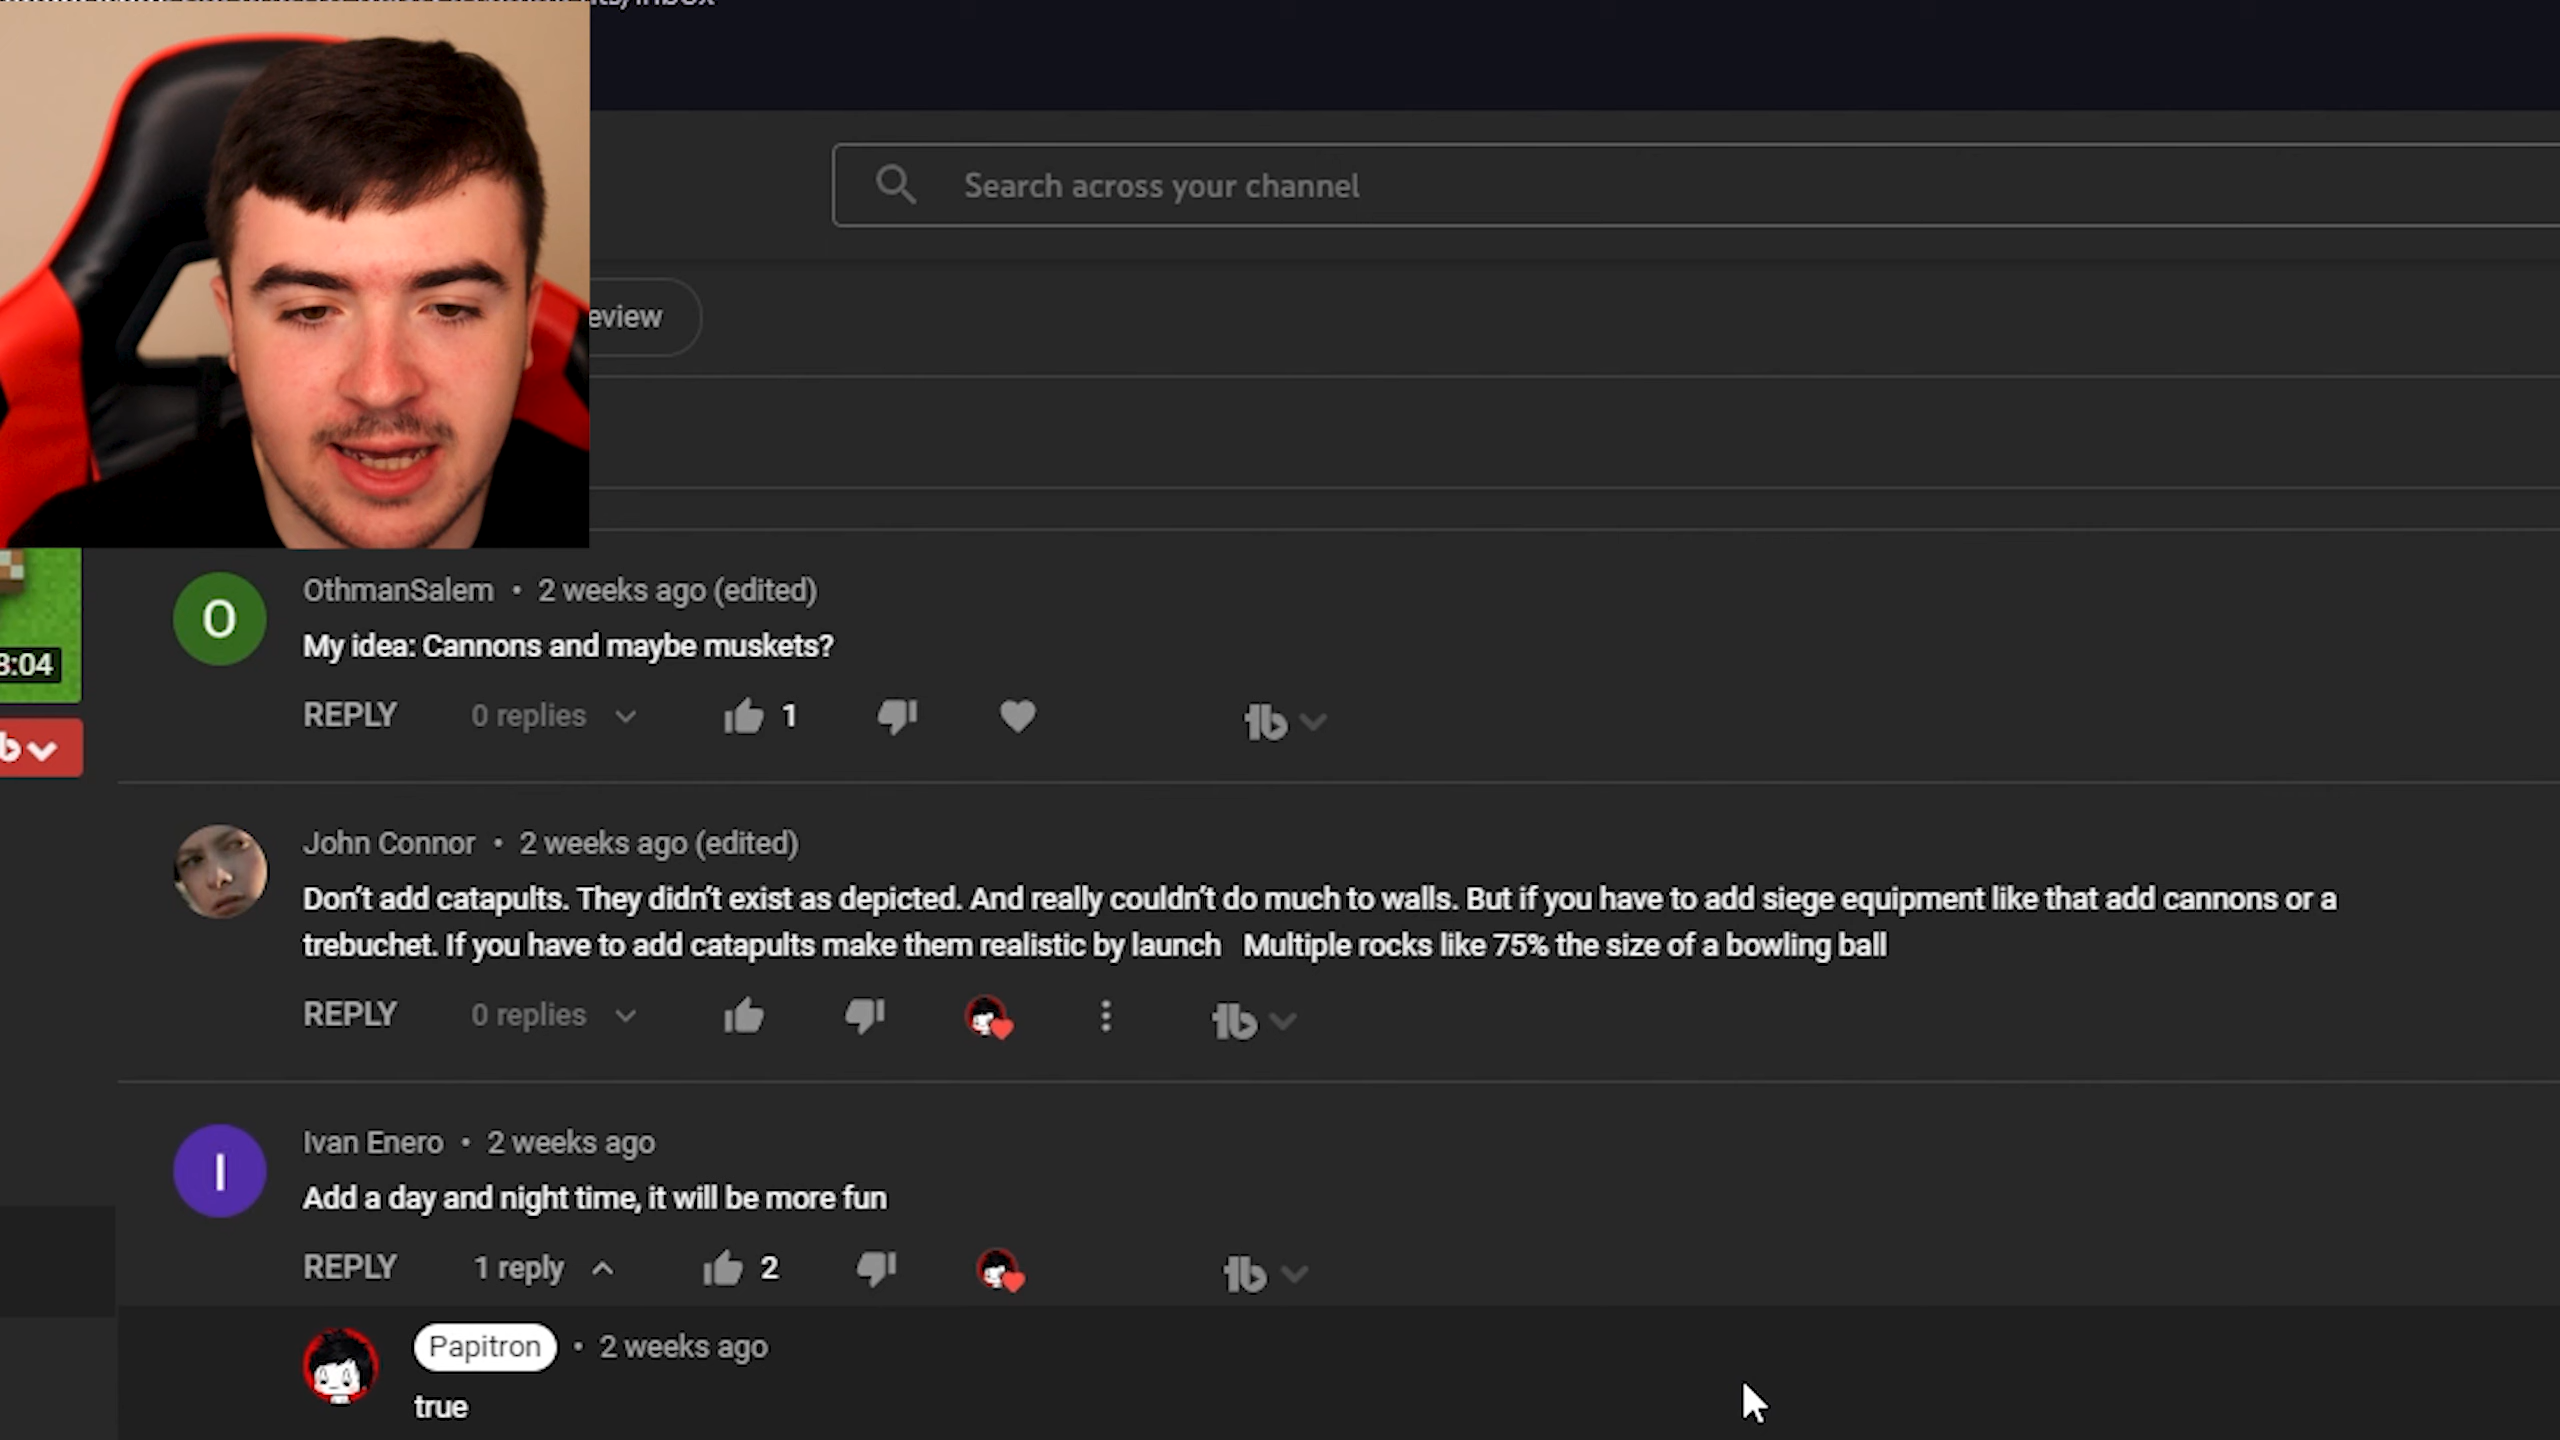 Search across your channel
eview
OthmanSalem • 2 weeks ago (edited)
My idea: Cannons and maybe muskets?
REPLY 0 replies 1
8:04
John Connor • 2 weeks ago (edited)
Don't add catapults. They didn't exist as depicted. And really couldn't do much to walls. But if you have to add siege equipment like that add cannons or a
trebuchet. If you have to add catapults make them realistic by launch Multiple rocks like 75% the size of a bowling ball
REPLY 0 replies
I
Ivan Enero • 2 weeks ago
Add a day and night time, it will be more fun
REPLY 1 reply 2
Papitron • 2 weeks ago
true